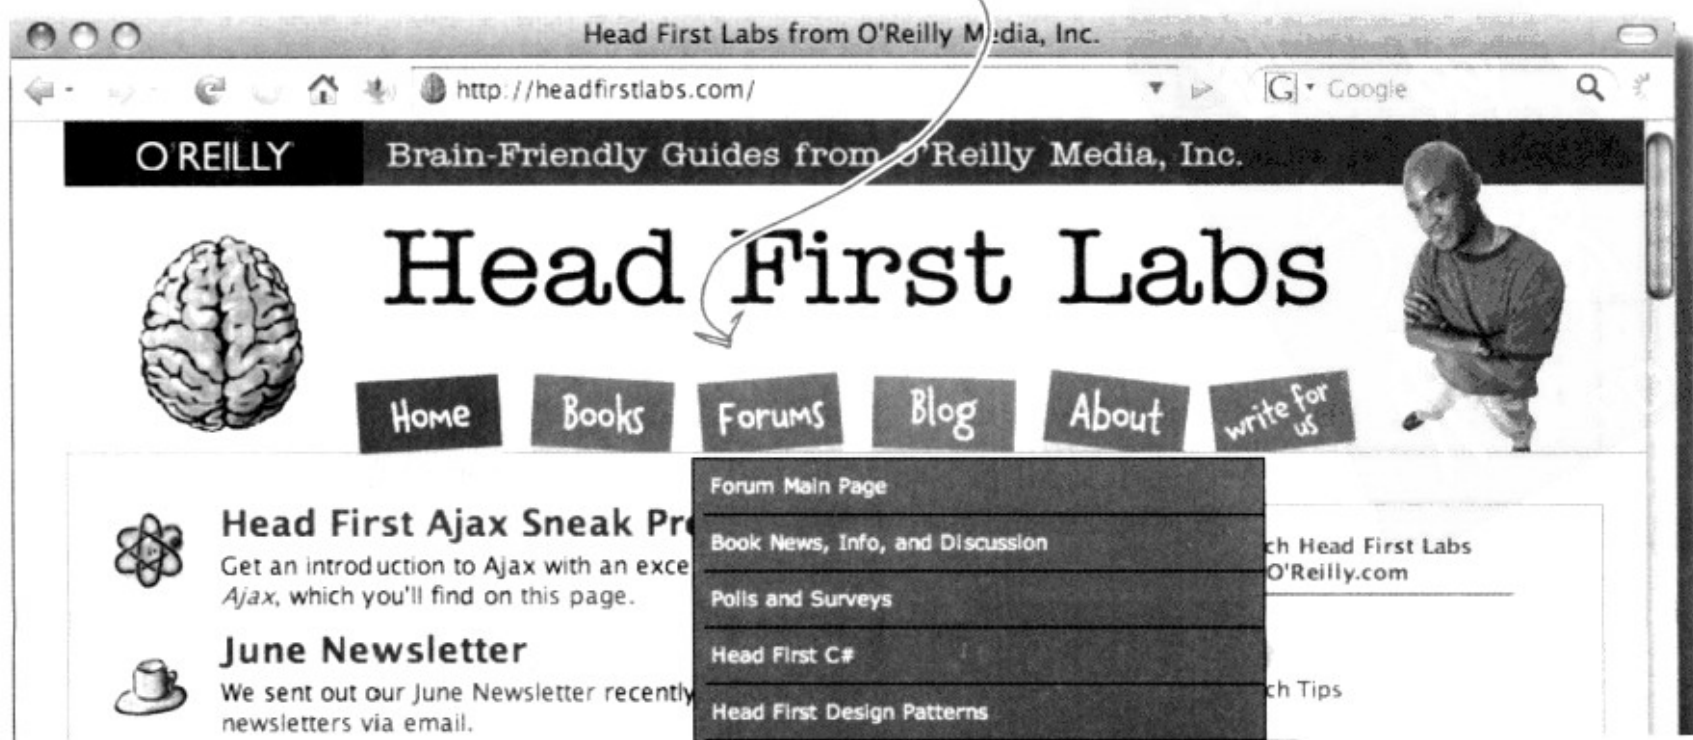 Head First Labs from O'Reilly Media, Inc.
http://headfirstlabs.com/
G Google
O'REILLY
Brain-Friendly Guides from O'Reilly Media, Inc.
Head First Labs
Home Books Forums Blog About write for us
Forum Main Page
Book News, Info, and Discussion
Polls and Surveys
Head First C#
Head First Design Patterns
Head First Ajax Sneak
Get an introduction to Ajax with an
Ajax, which you'll find on this page.
June Newsletter
We sent out our June Newsletter recently
newsletters via email.
Head First Labs
O'Reilly.com
Tips